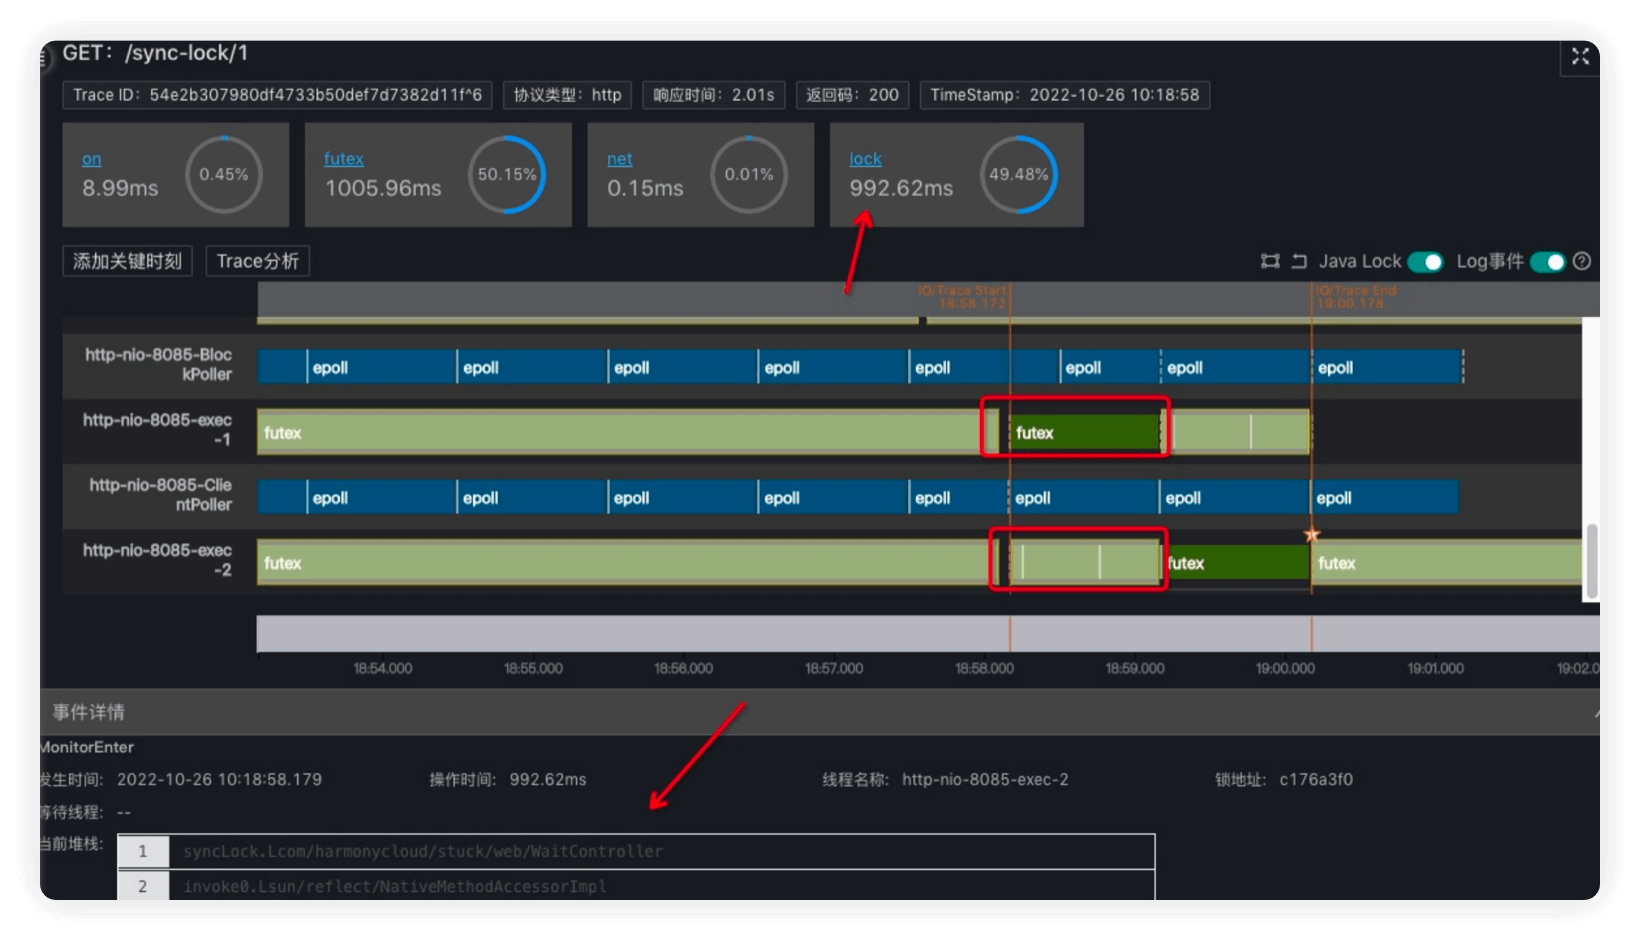 GET：/sync-lock/1
Trace ID：54e2b307980df4733b50def7d7382d11f^6 协议类型：http 响应时间：2.01s 返回码：200 TimeStamp：2022-10-26 10:18:58
on 8.99ms 0.45%
futex 1005.96ms 50.15%
net 0.15ms 0.01%
lock 992.62ms 49.48%
添加关键时刻 Trace分析 Java Lock Log事件
IO/Trace Start 18:58.172
IO/Trace End 19:00.178
http-nio-8085-Bloc
kPoller
epoll epoll epoll epoll epoll epoll epoll epoll
http-nio-8085-exec
-1
futex futex
http-nio-8085-Clie
ntPoller
epoll epoll epoll epoll epoll epoll epoll epoll
http-nio-8085-exec
-2
futex futex futex
18:54.000 18:55.000 18:56.000 18:57.000 18:58.000 18:59.000 19:00.000 19:01.000 19:02.0
事件详情
MonitorEnter
发生时间: 2022-10-26 10:18:58.179 操作时间: 992.62ms 线程名称: http-nio-8085-exec-2 锁地址: c176a3f0
等待线程: --
当前堆栈:
1 syncLock.Lcom/harmonycloud/stuck/web/WaitController
2 invoke0.Lsun/reflect/NativeMethodAccessorImpl